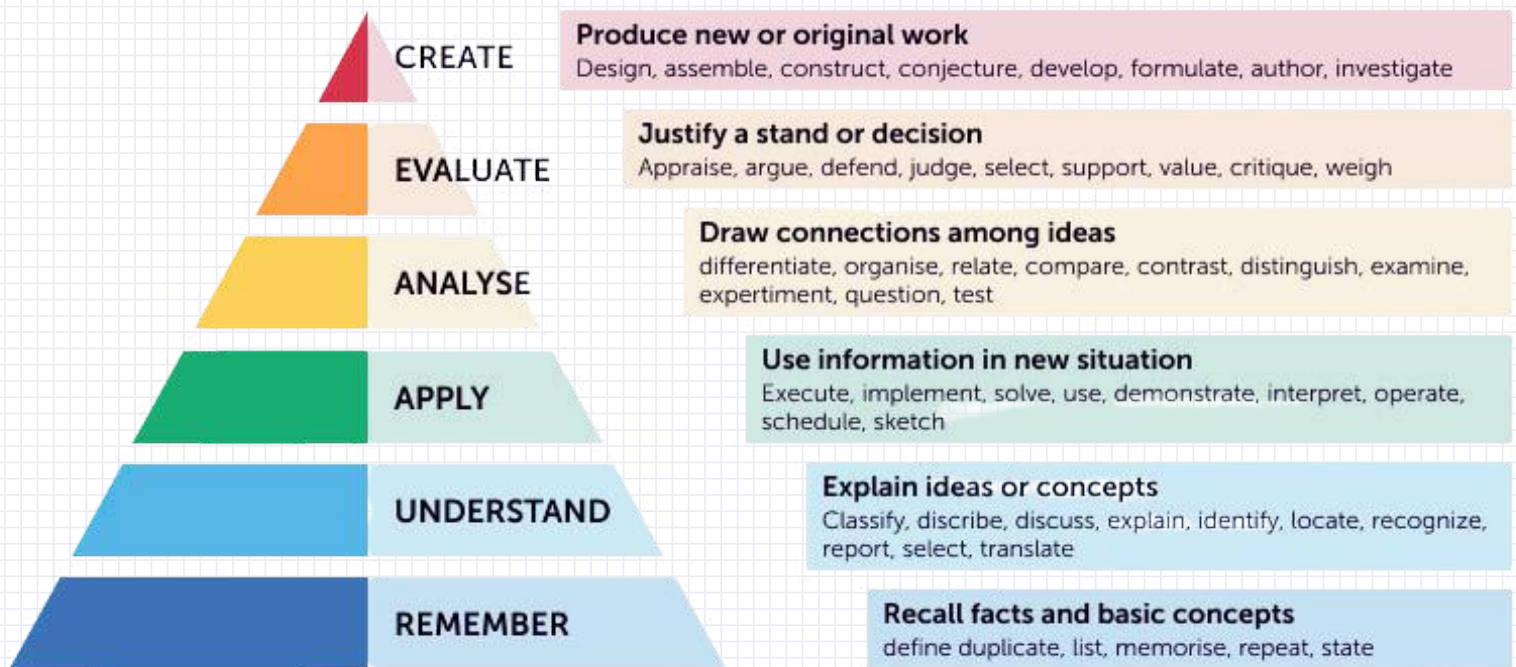 CREATE
Produce new or original work
Design, assemble, construct, conjecture, develop, formulate, author, investigate
EVALUATE
Justify a stand or decision
Appraise, argue, defend, judge, select, support, value, critique, weigh
ANALYSE
Draw connections among ideas
differentiate, organise, relate, compare, contrast, distinguish, examine,
expertiment, question, test
APPLY
Use information in new situation
Execute, implement, solve, use, demonstrate, interpret, operate,
schedule, sketch
UNDERSTAND
Explain ideas or concepts
Classify, discribe, discuss, explain, identify, locate, recognize,
report, select, translate
REMEMBER
Recall facts and basic concepts
define duplicate, list, memorise, repeat, state